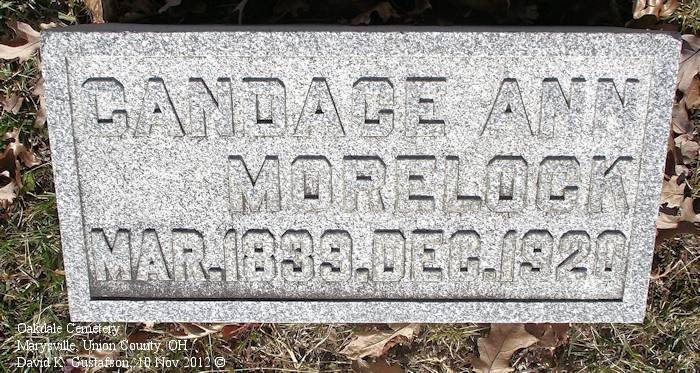 CANDACE ANN
MORELOCK
MAR.1839.DEC.1920
Oakdale Cemetery
Marysville, Union County, OH
David K. Gustafson, 10 Nov 2012 ©